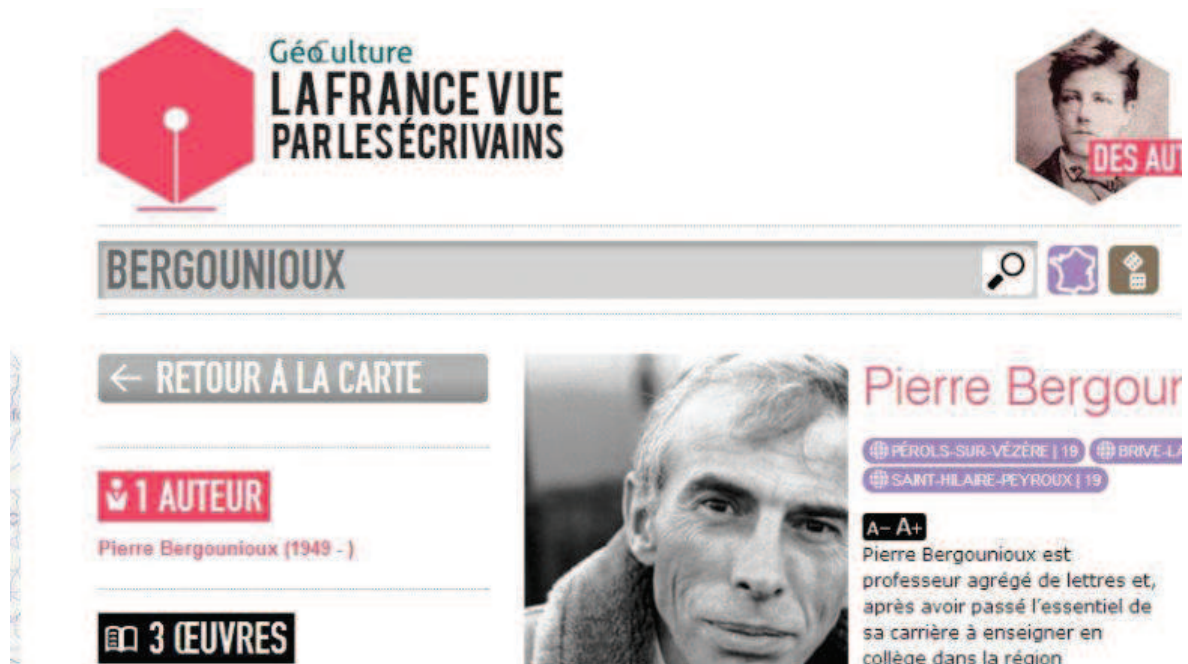 GéoCulture
LA FRANCE VUE
PAR LES ÉCRIVAINS
DES AUT
BERGOUNIOUX
← RETOUR À LA CARTE
1 AUTEUR
Pierre Bergounioux (1949 - )
3 ŒUVRES
Pierre Bergour
PÉROLS-SUR-VÉZÈRE | 19
BRIVE-LA
SAINT-HILAIRE-PEYROUX | 19
A- A+
Pierre Bergounioux est
professeur agrégé de lettres et,
après avoir passé l'essentiel de
sa carrière à enseigner en
collège dans la région